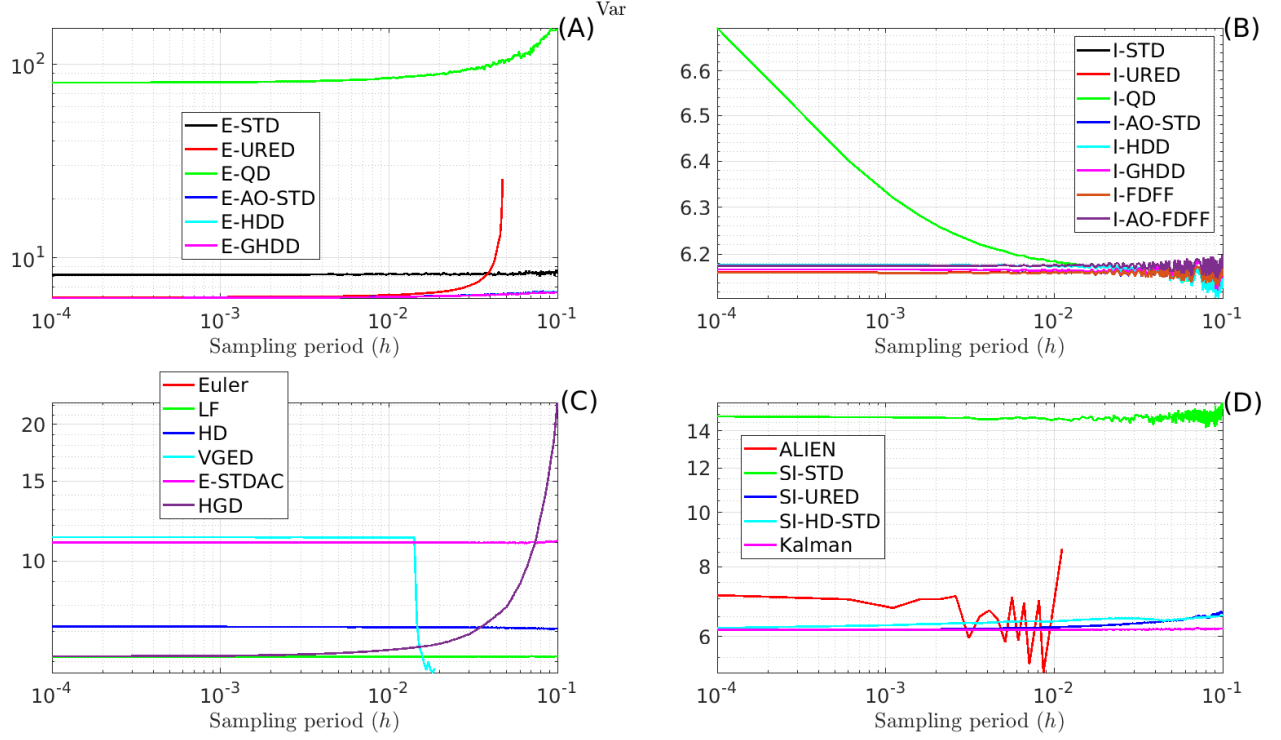 Var
(A)
10^2
10^1
E-STD
E-URED
E-QD
E-AO-STD
E-HDD
E-GHDD
10^-4
10^-3
10^-2
10^-1
Sampling period (h)
(B)
6.6
6.5
6.4
6.3
6.2
I-STD
I-URED
I-QD
I-AO-STD
I-HDD
I-GHDD
I-FDFF
I-AO-FDFF
10^-4
10^-3
10^-2
10^-1
Sampling period (h)
(C)
20
15
10
Euler
LF
HD
VGED
E-STDAC
HGD
10^-4
10^-3
10^-2
10^-1
Sampling period (h)
(D)
14
12
10
8
6
ALIEN
SI-STD
SI-URED
SI-HD-STD
Kalman
10^-4
10^-3
10^-2
10^-1
Sampling period (h)